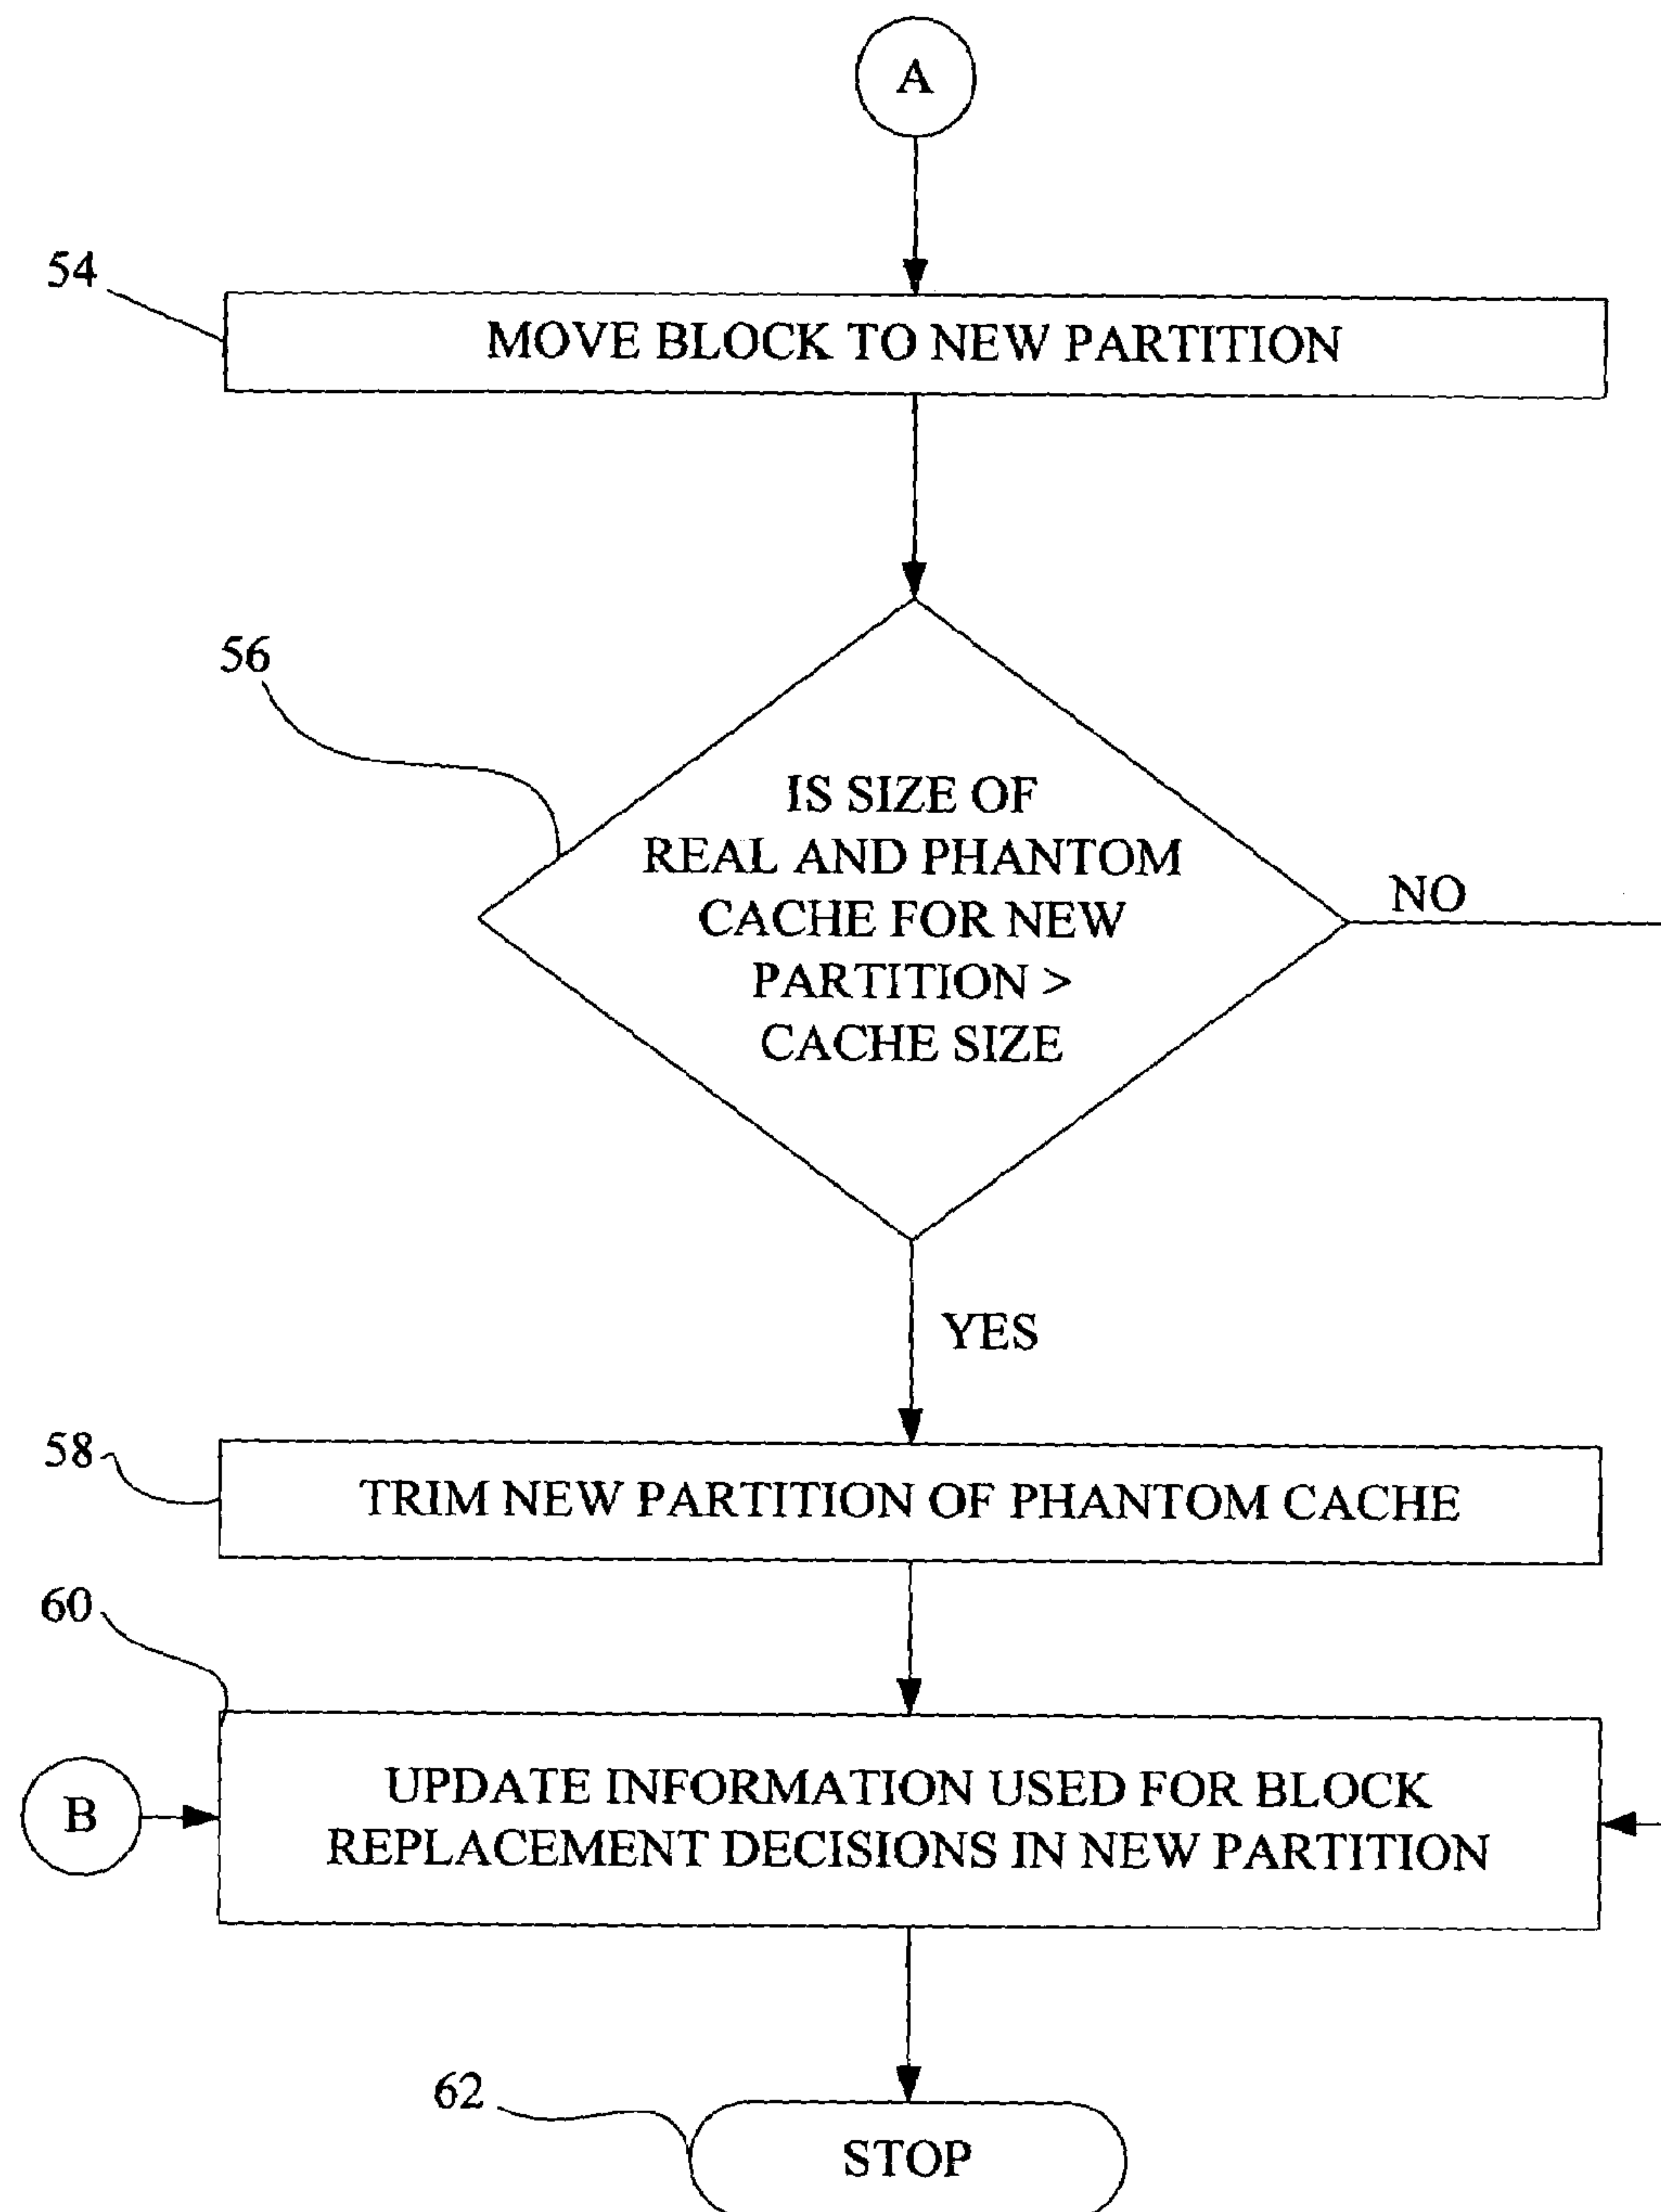 A
54
MOVE BLOCK TO NEW PARTITION
56
IS SIZE OF
REAL AND PHANTOM
CACHE FOR NEW
PARTITION >
CACHE SIZE
NO
YES
58
TRIM NEW PARTITION OF PHANTOM CACHE
60
B
UPDATE INFORMATION USED FOR BLOCK
REPLACEMENT DECISIONS IN NEW PARTITION
62
STOP